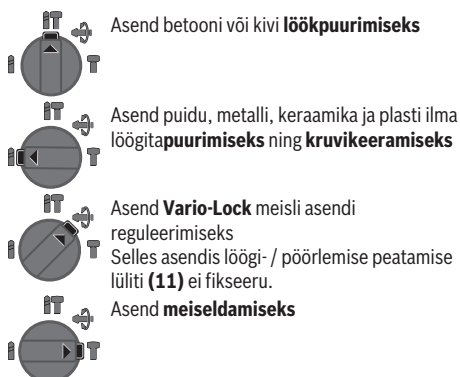 Asend betooni või kivi löökpuurimiseks
Asend puidu, metalli, keraamika ja plasti ilma
löögitapuurimiseks ning kruvikeeramiseks
Asend Vario-Lock meisli asendi
reguleerimiseks
Selles asendis löögi- / pöörlemise peatamise
lüliti (11) ei fikseeru.
Asend meiseldamiseks